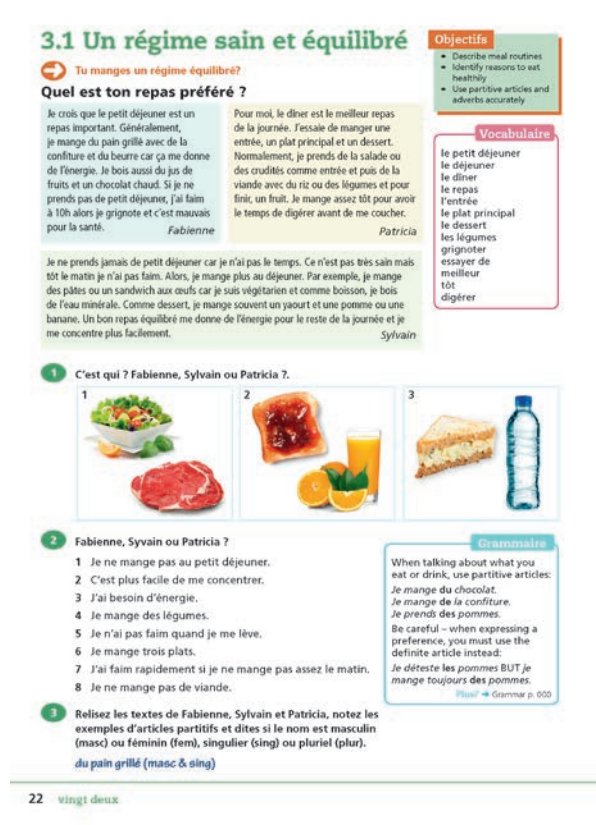 3.1 Un régime sain et équilibré
Tu manges un régime équilibré?
Quel est ton repas préféré ?
Je crois que le petit déjeuner est un
repas important. Généralement,
je mange du pain grillé avec de la
confiture et du beurre car ça me donne
de l'énergie. Je bois aussi du jus de
fruits et un chocolat chaud. Si je ne
prends pas de petit déjeuner, j'ai faim
à 10h alors je grignote et c'est mauvais
pour la santé.
Fabienne
Pour moi, le dîner est le meilleur repas
de la journée. J'essaie de manger une
entrée, un plat principal et un dessert.
Normalement, je prends de la salade ou
des crudités comme entrée et puis de la
viande avec du riz ou des légumes et pour
finir, un fruit. Je mange assez tôt pour avoir
le temps de digérer avant de me coucher.
Patricia
Je ne prends jamais de petit déjeuner car je n'ai pas le temps. Ce n'est pas très sain mais
tôt le matin je n'ai pas faim. Alors, je mange plus au déjeuner. Par exemple, je mange
des pâtes ou un sandwich aux œufs car je suis végétarien et comme boisson, je bois
de l'eau minérale. Comme dessert, je mange souvent un yaourt et une pomme ou une
banane. Un bon repas équilibré me donne de l'énergie pour le reste de la journée et je
me concentre plus facilement.
Sylvain
Objectifs
• Describe meal routines
• Identify reasons to eat
healthily
• Use partitive articles and
adverbs accurately
Vocabulaire
le petit déjeuner
le déjeuner
le dîner
le repas
l'entrée
le plat principal
le dessert
les légumes
grignoter
essayer de
meilleur
tôt
digérer
1 C'est qui ? Fabienne, Sylvain ou Patricia ?.
1
2
3
2 Fabienne, Syvain ou Patricia ?
1 Je ne mange pas au petit déjeuner.
2 C'est plus facile de me concentrer.
3 J'ai besoin d'énergie.
4 Je mange des légumes.
5 Je n'ai pas faim quand je me lève.
6 Je mange trois plats.
7 J'ai faim rapidement si je ne mange pas assez le matin.
8 Je ne mange pas de viande.
Grammaire
When talking about what you
eat or drink, use partitive articles:
Je mange du chocolat.
Je mange de la confiture.
Je prends des pommes.
Be careful – when expressing a
preference, you must use the
definite article instead:
Je déteste les pommes BUT je
mange toujours des pommes.
Plus? → Grammar p. 000
3 Relisez les textes de Fabienne, Sylvain et Patricia, notez les
exemples d'articles partitifs et dites si le nom est masculin
(masc) ou féminin (fem), singulier (sing) ou pluriel (plur).
du pain grillé (masc & sing)
22 vingt deux